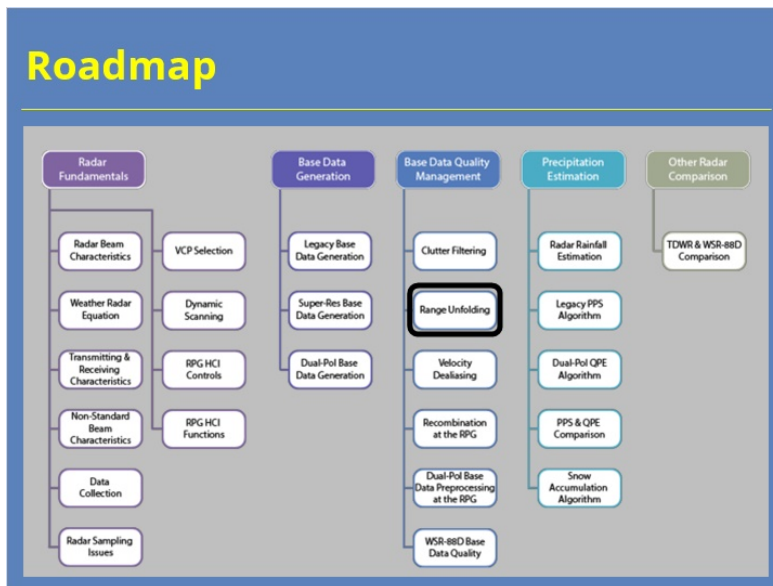 Roadmap
Radar
Fundamentals
Radar Beam
Characteristics
Weather Radar
Equation
Transmitting &
Receiving
Characteristics
Non-Standard
Beam
Characteristics
Data
Collection
Radar Sampling
Issues
VCP Selection
Dynamic
Scanning
RPG HCI
Controls
RPG HCI
Functions
Base Data
Generation
Legacy Base
Data Generation
Super-Res Base
Data Generation
Dual-Pol Base
Data Generation
Base Data Quality
Management
Clutter Filtering
Range Unfolding
Velocity
Dealiasing
Recombination
at the RPG
Dual-Pol Base
Data Preprocessing
at the RPG
WSR-88D Base
Data Quality
Precipitation
Estimation
Radar Rainfall
Estimation
Legacy PPS
Algorithm
Dual-Pol QPE
Algorithm
PPS & QPE
Comparison
Snow
Accumulation
Algorithm
Other Radar
Comparison
TDWR & WSR-88D
Comparison